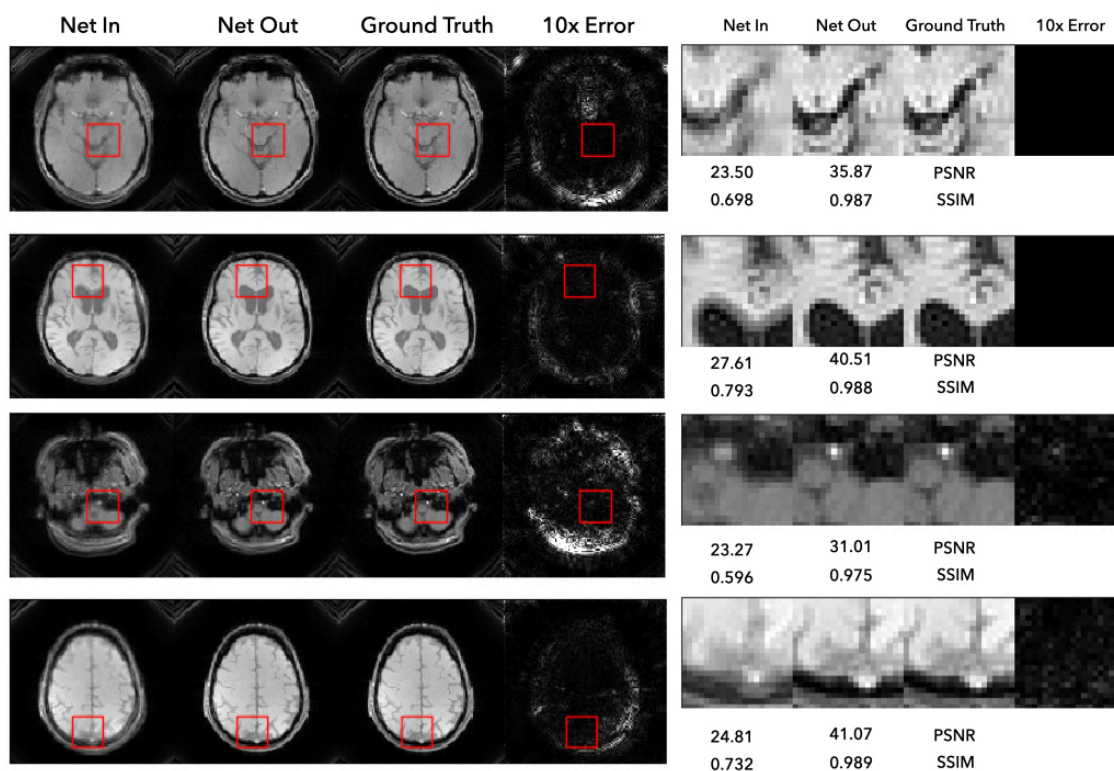 Net In Net Out Ground Truth 10x Error
Net In Net Out Ground Truth 10x Error
23.50 35.87 PSNR
0.698 0.987 SSIM
27.61 40.51 PSNR
0.793 0.988 SSIM
23.27 31.01 PSNR
0.596 0.975 SSIM
24.81 41.07 PSNR
0.732 0.989 SSIM